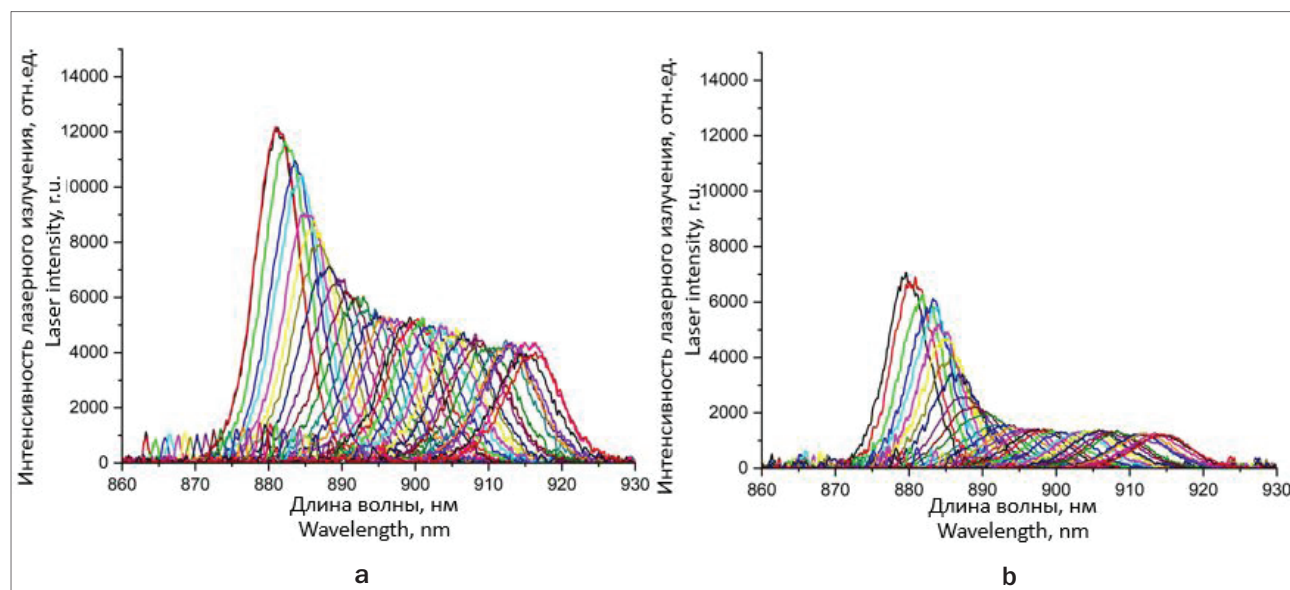 Интенсивность лазерного излучения, отн.ед.
Laser intensity, r.u.
14000
12000
10000
8000
6000
4000
2000
0
860 870 880 890 900 910 920 930
Длина волны, нм
Wavelength, nm
a
Интенсивность лазерного излучения, отн.ед.
Laser intensity, r.u.
14000
12000
10000
8000
6000
4000
2000
0
860 870 880 890 900 910 920 930
Длина волны, нм
Wavelength, nm
b